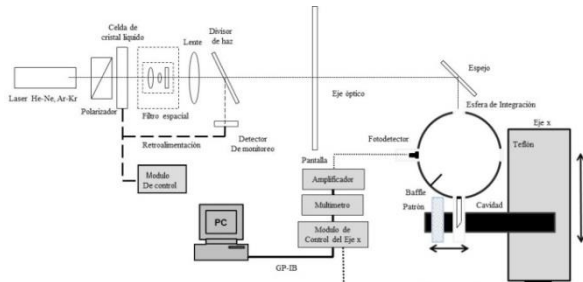 Celda de
cristal líquido
Lente
Divisor
de haz
Espejo
Laser He-Ne, Ar-Kr
Polarizador
Filtro espacial
Eje óptico
Esfera de Integración
Eje x
Retroalimentación
Detector
De monitoreo
Fotodetector
Teflón
Pantalla
Modulo
De control
Amplificador
Baffle
Patrón
Cavidad
Multímetro
PC
Modulo de
Control del Eje x
GP-IB